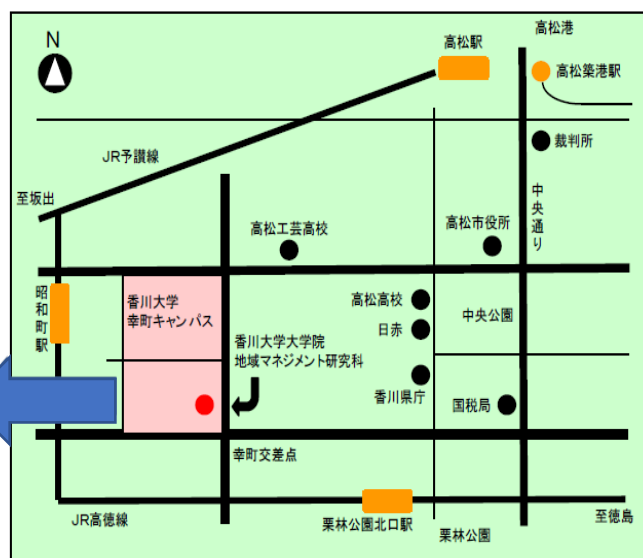 高松港
高松駅
N
高松築港駅
JR予讃線
裁判所
至坂出
中央通り
高松工芸高校
高松市役所
昭和町駅
香川大学
幸町キャンパス
高松高校
中央公園
日赤
香川大学大学院
地域マネジメント研究科
香川県庁
国税局
幸町交差点
JR高徳線
栗林公園北口駅
栗林公園
至徳島